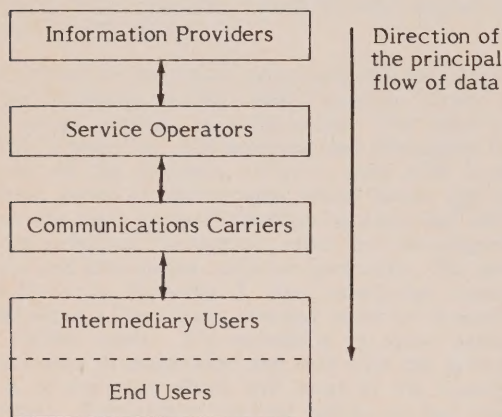 Information Providers
Direction of
the principal
flow of data
Service Operators
Communications Carriers
Intermediary Users
End Users